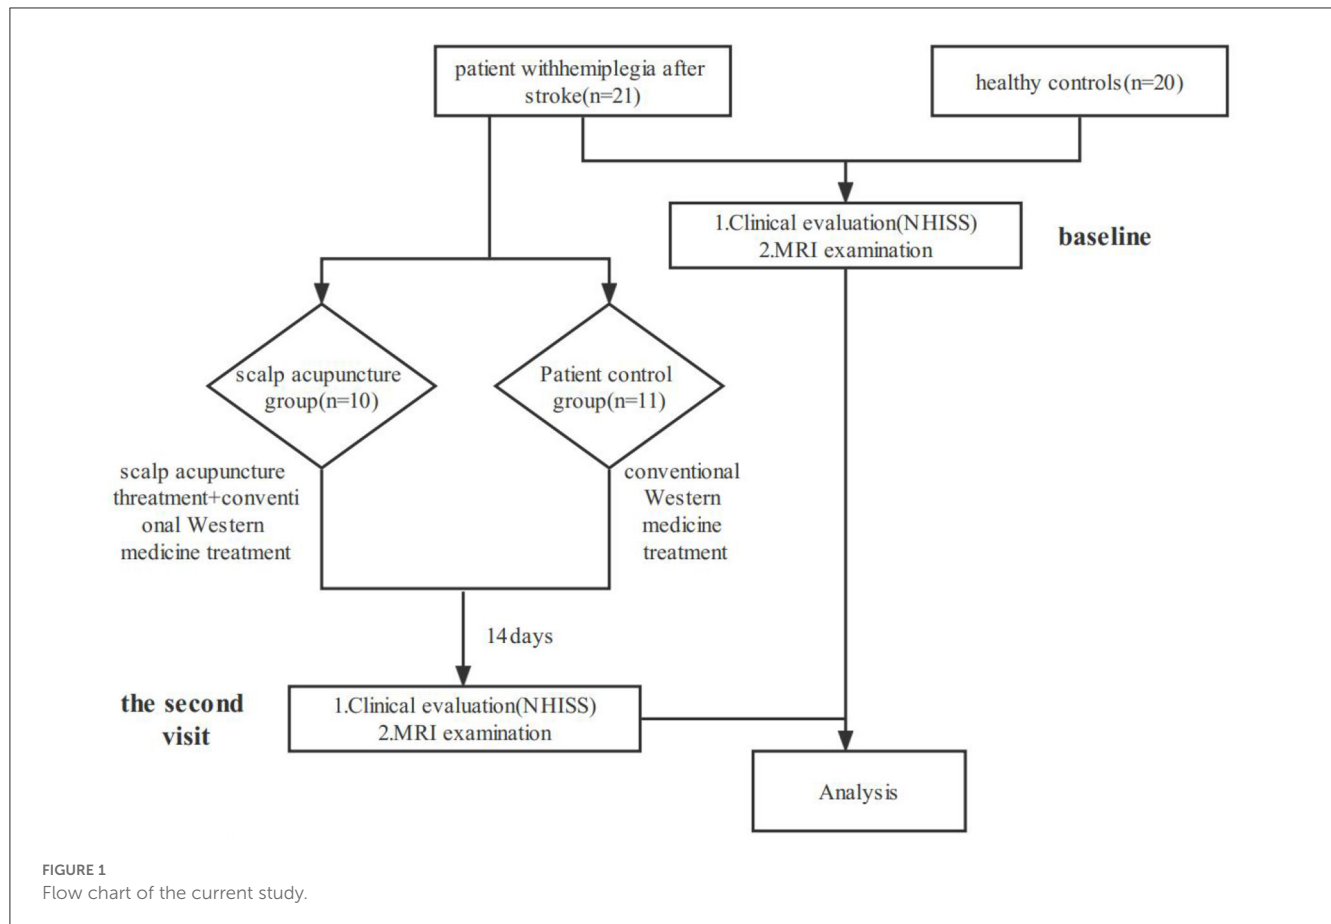 patient withhemiplegia after
stroke(n=21)
healthy controls(n=20)
1.Clinical evaluation(NHISS)
2.MRI examination
baseline
scalp acupuncture
group(n=10)
Patient control
group(n=11)
scalp acupuncture
threatment+conventi
onal Western
medicine treatment
conventional
Western
medicine
treatment
14days
the second
visit
1.Clinical evaluation(NHISS)
2.MRI examination
Analysis
FIGURE 1
Flow chart of the current study.